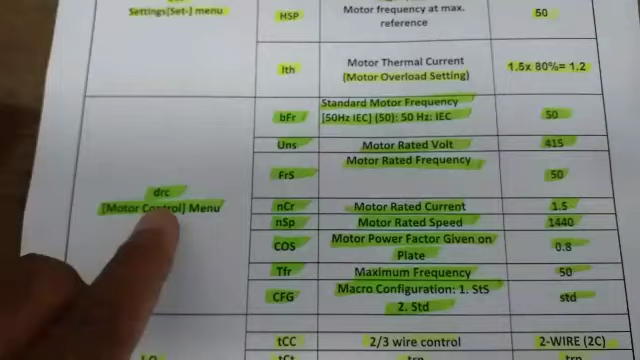 Settings[Set-] menu
HSP
Motor frequency at max.
reference
50
Ith
Motor Thermal Current
(Motor Overload Setting)
1.5x 80%= 1.2
drc
[Motor Control] Menu
bFr
Standard Motor Frequency
[50Hz IEC] (50): 50 Hz: IEC
50
Uns
Motor Rated Volt
415
FrS
Motor Rated Frequency
50
nCr
Motor Rated Current
1.5
nSp
Motor Rated Speed
1440
COS
Motor Power Factor Given on
Plate
0.8
Tfr
Maximum Frequency
50
CFG
Macro Configuration: 1. StS
2. Std
std
tCC
2/3 wire control
2-WIRE (2C)
tCt
trn
trn